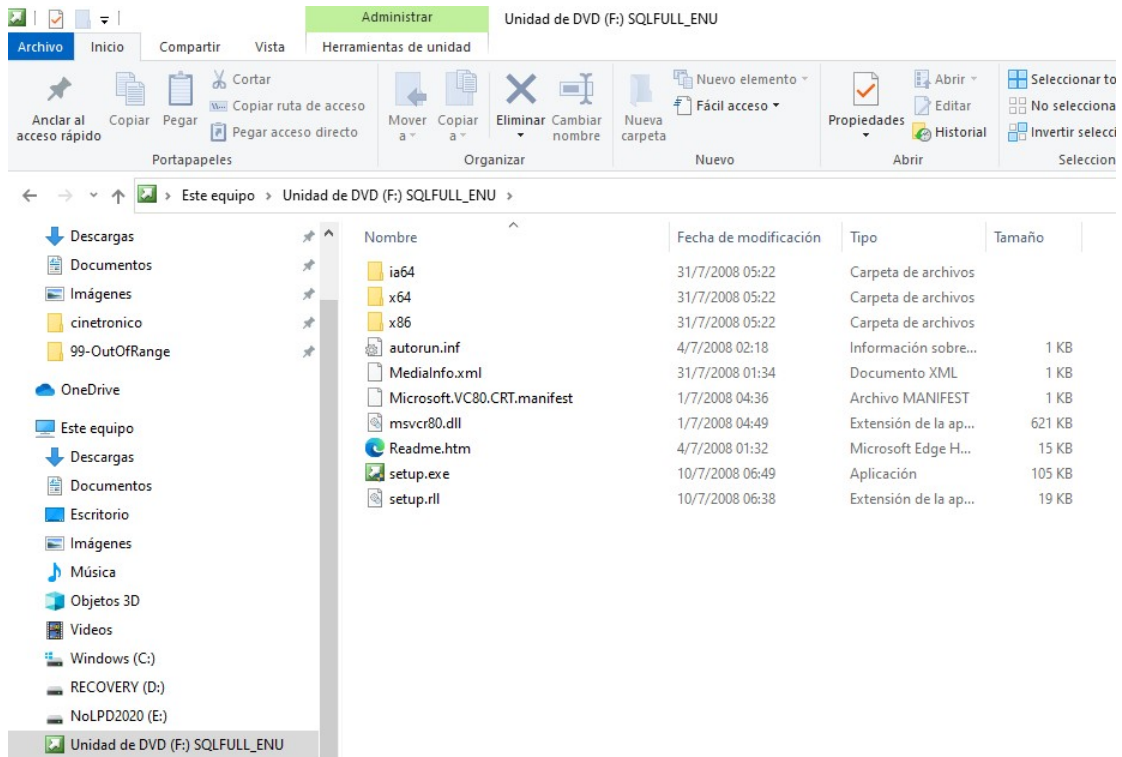 Administrar Unidad de DVD (F:) SQLFULL_ENU
Archivo Inicio Compartir Vista Herramientas de unidad
Anclar al acceso rápido
Copiar
Pegar
Cortar
Copiar ruta de acceso
Pegar acceso directo
Portapapeles
Mover a
Copiar a
Eliminar
Cambiar nombre
Organizar
Nueva carpeta
Nuevo elemento
Fácil acceso
Nuevo
Propiedades
Abrir
Editar
Historial
Abrir
Seleccionar to
No selecciona
Invertir selecci
Seleccion
Este equipo > Unidad de DVD (F:) SQLFULL_ENU >
Descargas
Documentos
Imágenes
cinetronico
99-OutOfRange
OneDrive
Este equipo
Descargas
Documentos
Escritorio
Imágenes
Música
Objetos 3D
Videos
Windows (C:)
RECOVERY (D:)
NoLPD2020 (E:)
Unidad de DVD (F:) SQLFULL_ENU
Nombre Fecha de modificación Tipo Tamaño
ia64 31/7/2008 05:22 Carpeta de archivos
x64 31/7/2008 05:22 Carpeta de archivos
x86 31/7/2008 05:22 Carpeta de archivos
autorun.inf 4/7/2008 02:18 Información sobre... 1 KB
MediaInfo.xml 31/7/2008 01:34 Documento XML 1 KB
Microsoft.VC80.CRT.manifest 1/7/2008 04:36 Archivo MANIFEST 1 KB
msvcr80.dll 1/7/2008 04:49 Extensión de la ap... 621 KB
Readme.htm 4/7/2008 01:32 Microsoft Edge H... 15 KB
setup.exe 10/7/2008 06:49 Aplicación 105 KB
setup.rll 10/7/2008 06:38 Extensión de la ap... 19 KB